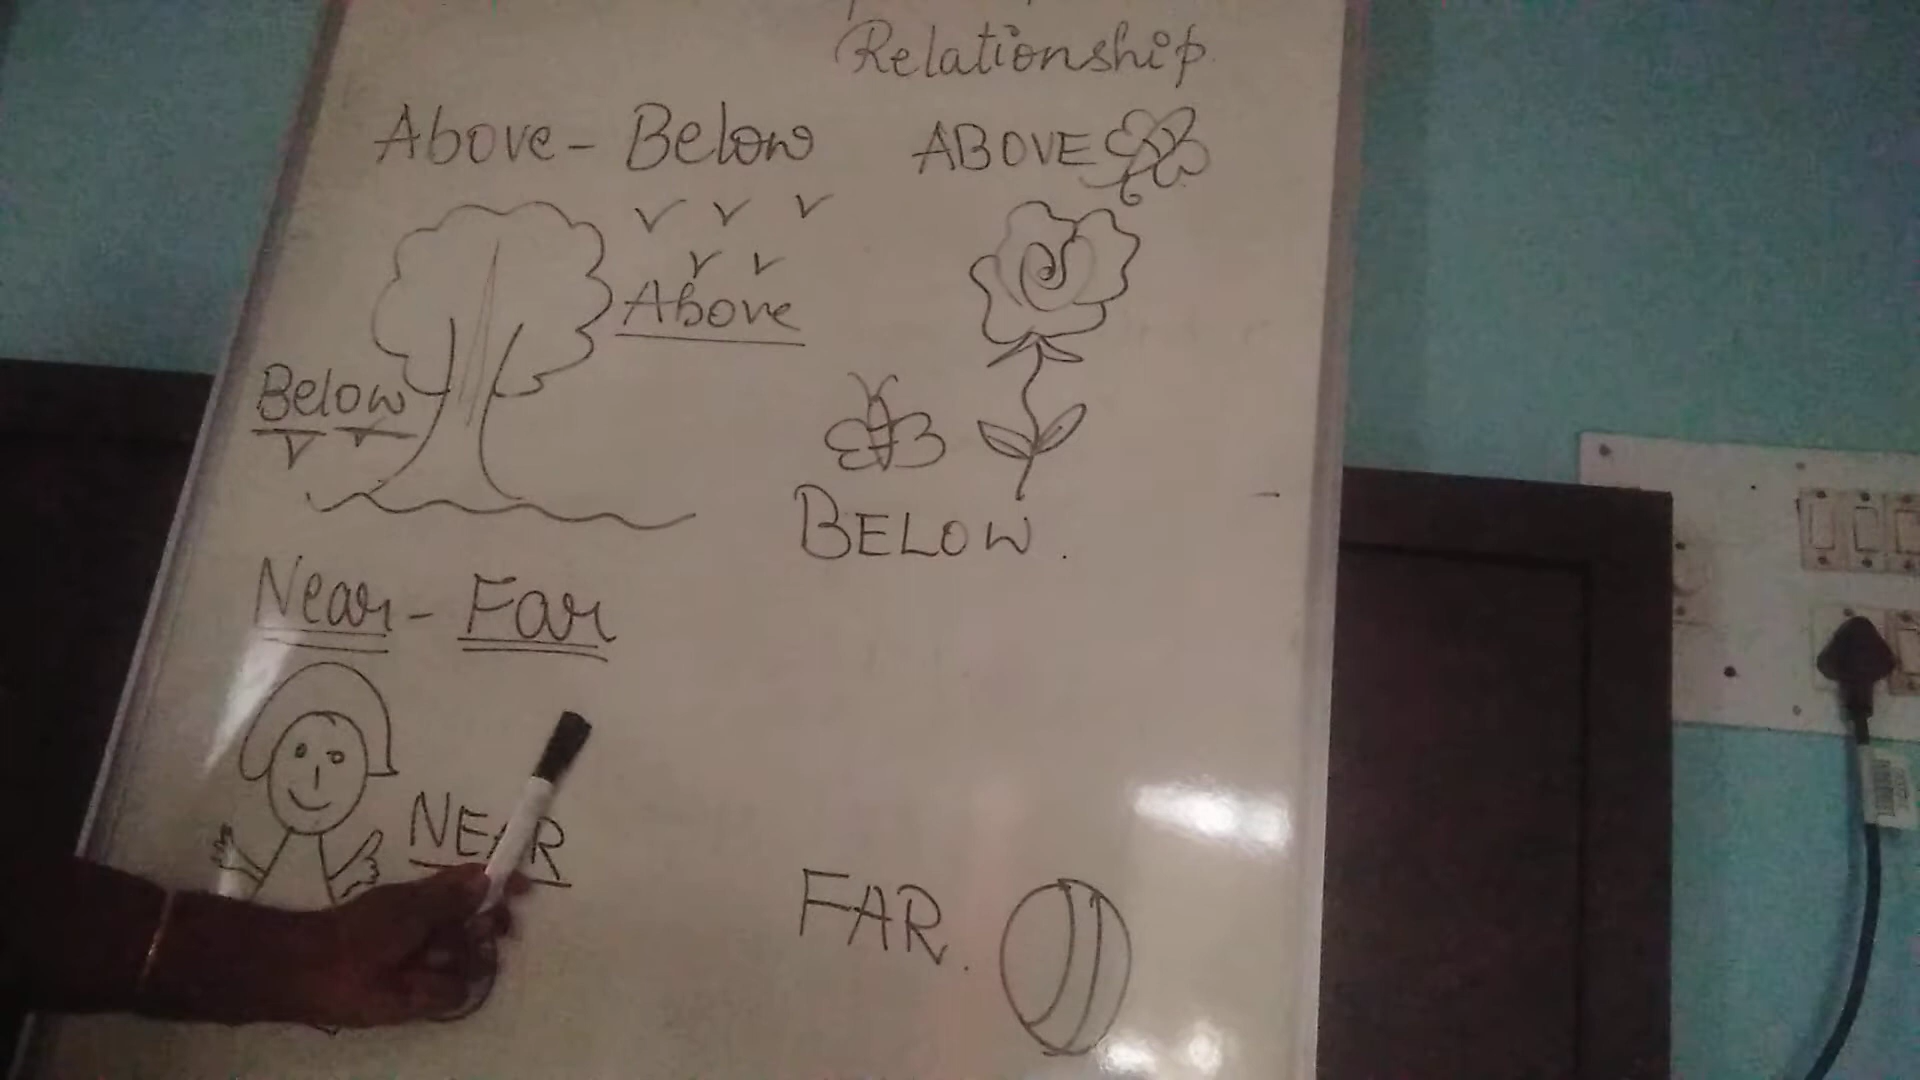 Relationship
Above - Below
ABOVE
Above
Below
BELOW.
Near - Far
NEAR
FAR.